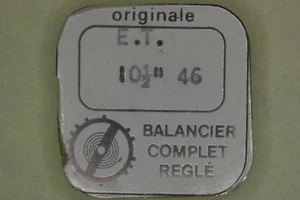 originale
E.T.
10½''' 46
BALANCIER
COMPLET
REGLÉ